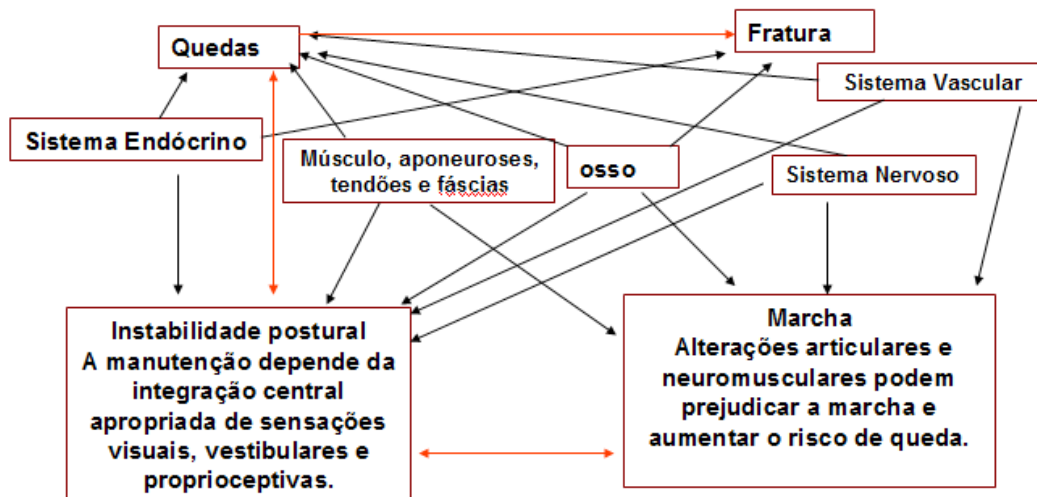 Quedas
Fratura
Sistema Vascular
Sistema Endócrino
Músculo, aponeuroses,
tendões e fáscias
osso
Sistema Nervoso
Instabilidade postural
A manutenção depende da
integração central
apropriada de sensações
visuais, vestibulares e
proprioceptivas.
Marcha
Alterações articulares e
neuromusculares podem
prejudicar a marcha e
aumentar o risco de queda.